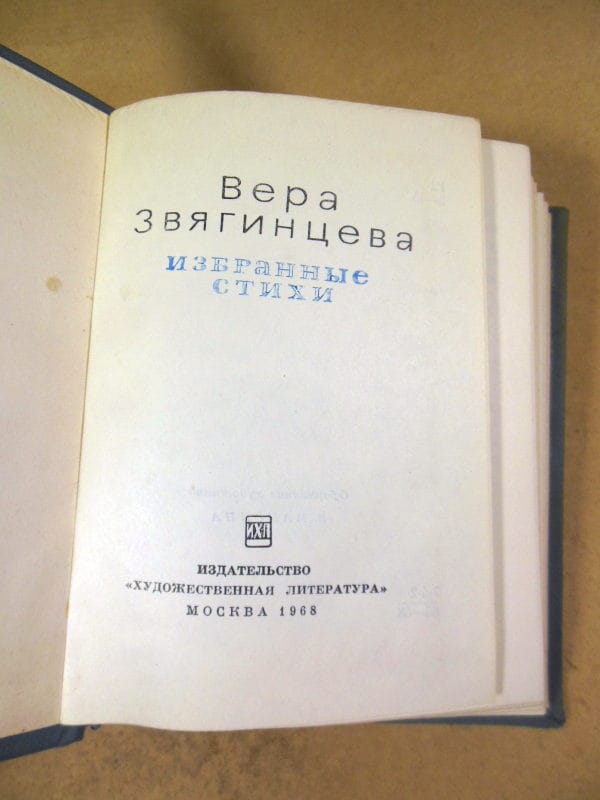 Вера
Звягинцева
ИЗБРАННЫЕ
СТИХИ
ИХЛ
ИЗДАТЕЛЬСТВО
«ХУДОЖЕСТВЕННАЯ ЛИТЕРАТУРА»
МОСКВА 1968